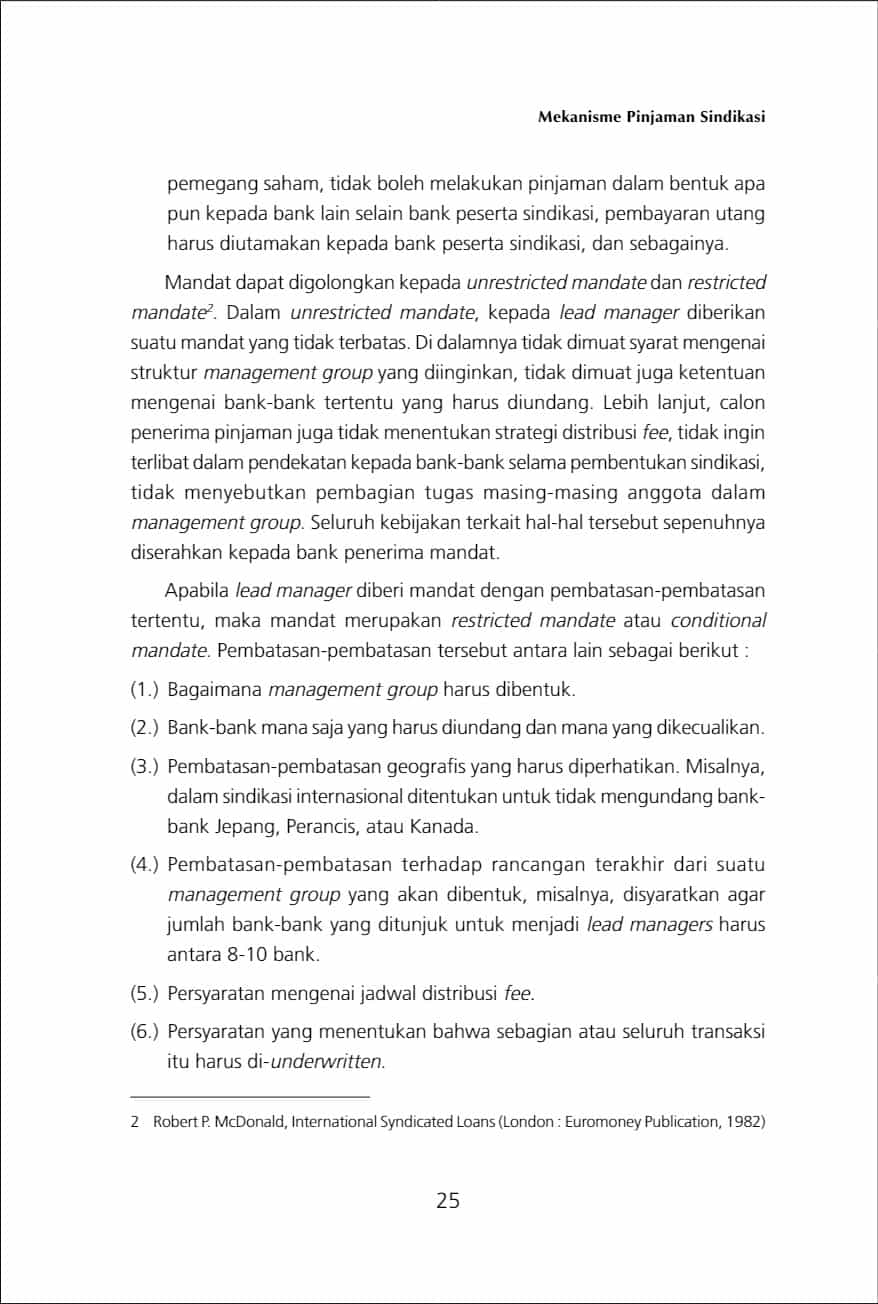 Mekanisme Pinjaman Sindikasi
pemegang saham, tidak boleh melakukan pinjaman dalam bentuk apa
pun kepada bank lain selain bank peserta sindikasi, pembayaran utang
harus diutamakan kepada bank peserta sindikasi, dan sebagainya.
Mandat dapat digolongkan kepada unrestricted mandate dan restricted
mandate². Dalam unrestricted mandate, kepada lead manager diberikan
suatu mandat yang tidak terbatas. Di dalamnya tidak dimuat syarat mengenai
struktur management group yang diinginkan, tidak dimuat juga ketentuan
mengenai bank-bank tertentu yang harus diundang. Lebih lanjut, calon
penerima pinjaman juga tidak menentukan strategi distribusi fee, tidak ingin
terlibat dalam pendekatan kepada bank-bank selama pembentukan sindikasi,
tidak menyebutkan pembagian tugas masing-masing anggota dalam
management group. Seluruh kebijakan terkait hal-hal tersebut sepenuhnya
diserahkan kepada bank penerima mandat.
Apabila lead manager diberi mandat dengan pembatasan-pembatasan
tertentu, maka mandat merupakan restricted mandate atau conditional
mandate. Pembatasan-pembatasan tersebut antara lain sebagai berikut :
(1.) Bagaimana management group harus dibentuk.
(2.) Bank-bank mana saja yang harus diundang dan mana yang dikecualikan.
(3.) Pembatasan-pembatasan geografis yang harus diperhatikan. Misalnya,
dalam sindikasi internasional ditentukan untuk tidak mengundang bank-
bank Jepang, Perancis, atau Kanada.
(4.) Pembatasan-pembatasan terhadap rancangan terakhir dari suatu
management group yang akan dibentuk, misalnya, disyaratkan agar
jumlah bank-bank yang ditunjuk untuk menjadi lead managers harus
antara 8-10 bank.
(5.) Persyaratan mengenai jadwal distribusi fee.
(6.) Persyaratan yang menentukan bahwa sebagian atau seluruh transaksi
itu harus di-underwritten.
2 Robert P. McDonald, International Syndicated Loans (London : Euromoney Publication, 1982)
25